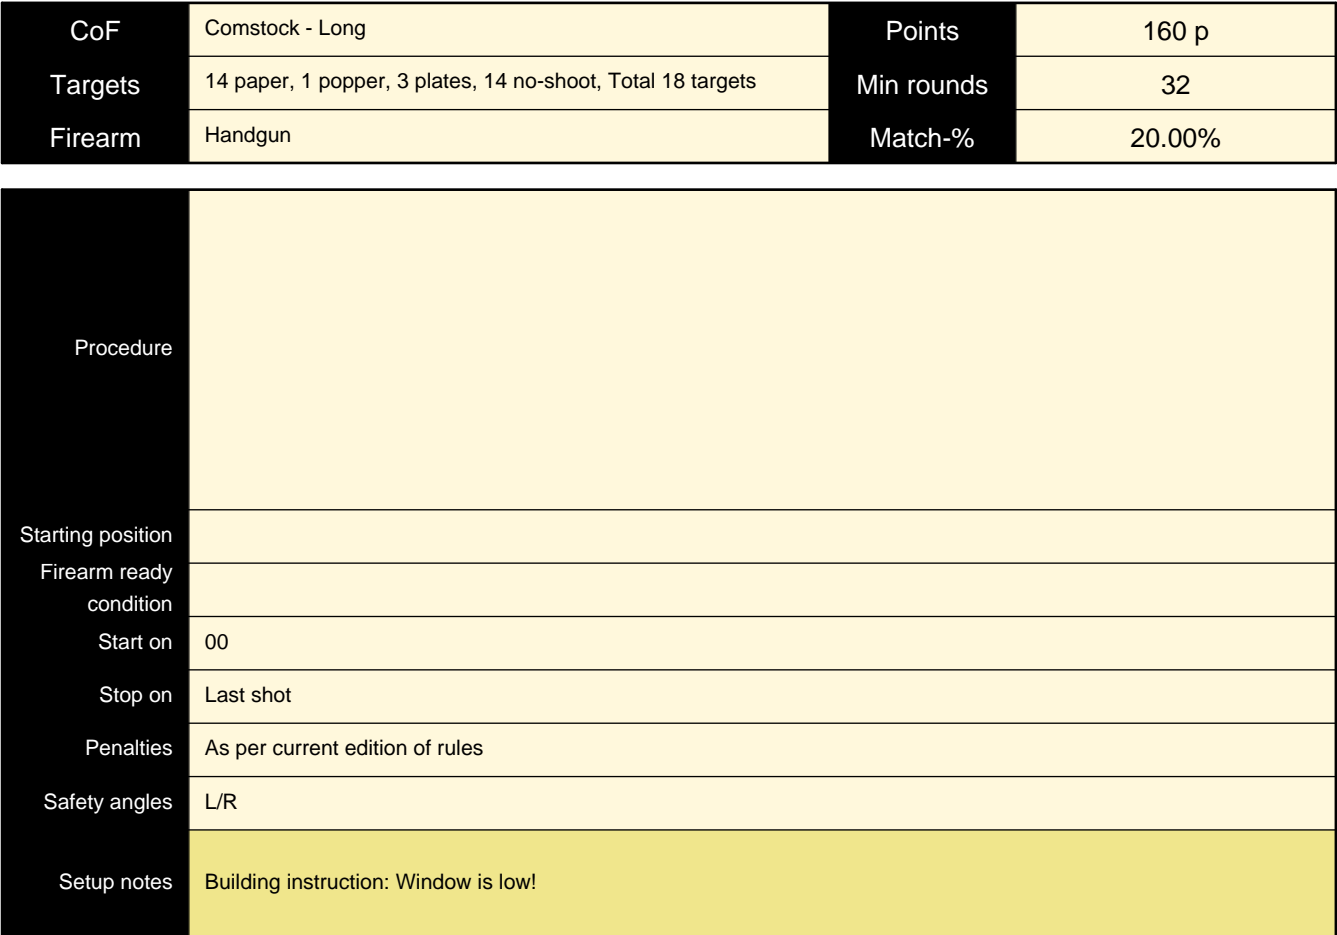 CoF Comstock - Long Points 160 p
Targets 14 paper, 1 popper, 3 plates, 14 no-shoot, Total 18 targets Min rounds 32
Firearm Handgun Match-% 20.00%
Procedure
Starting position
Firearm ready
condition
Start on 00
Stop on Last shot
Penalties As per current edition of rules
Safety angles L/R
Setup notes Building instruction: Window is low!